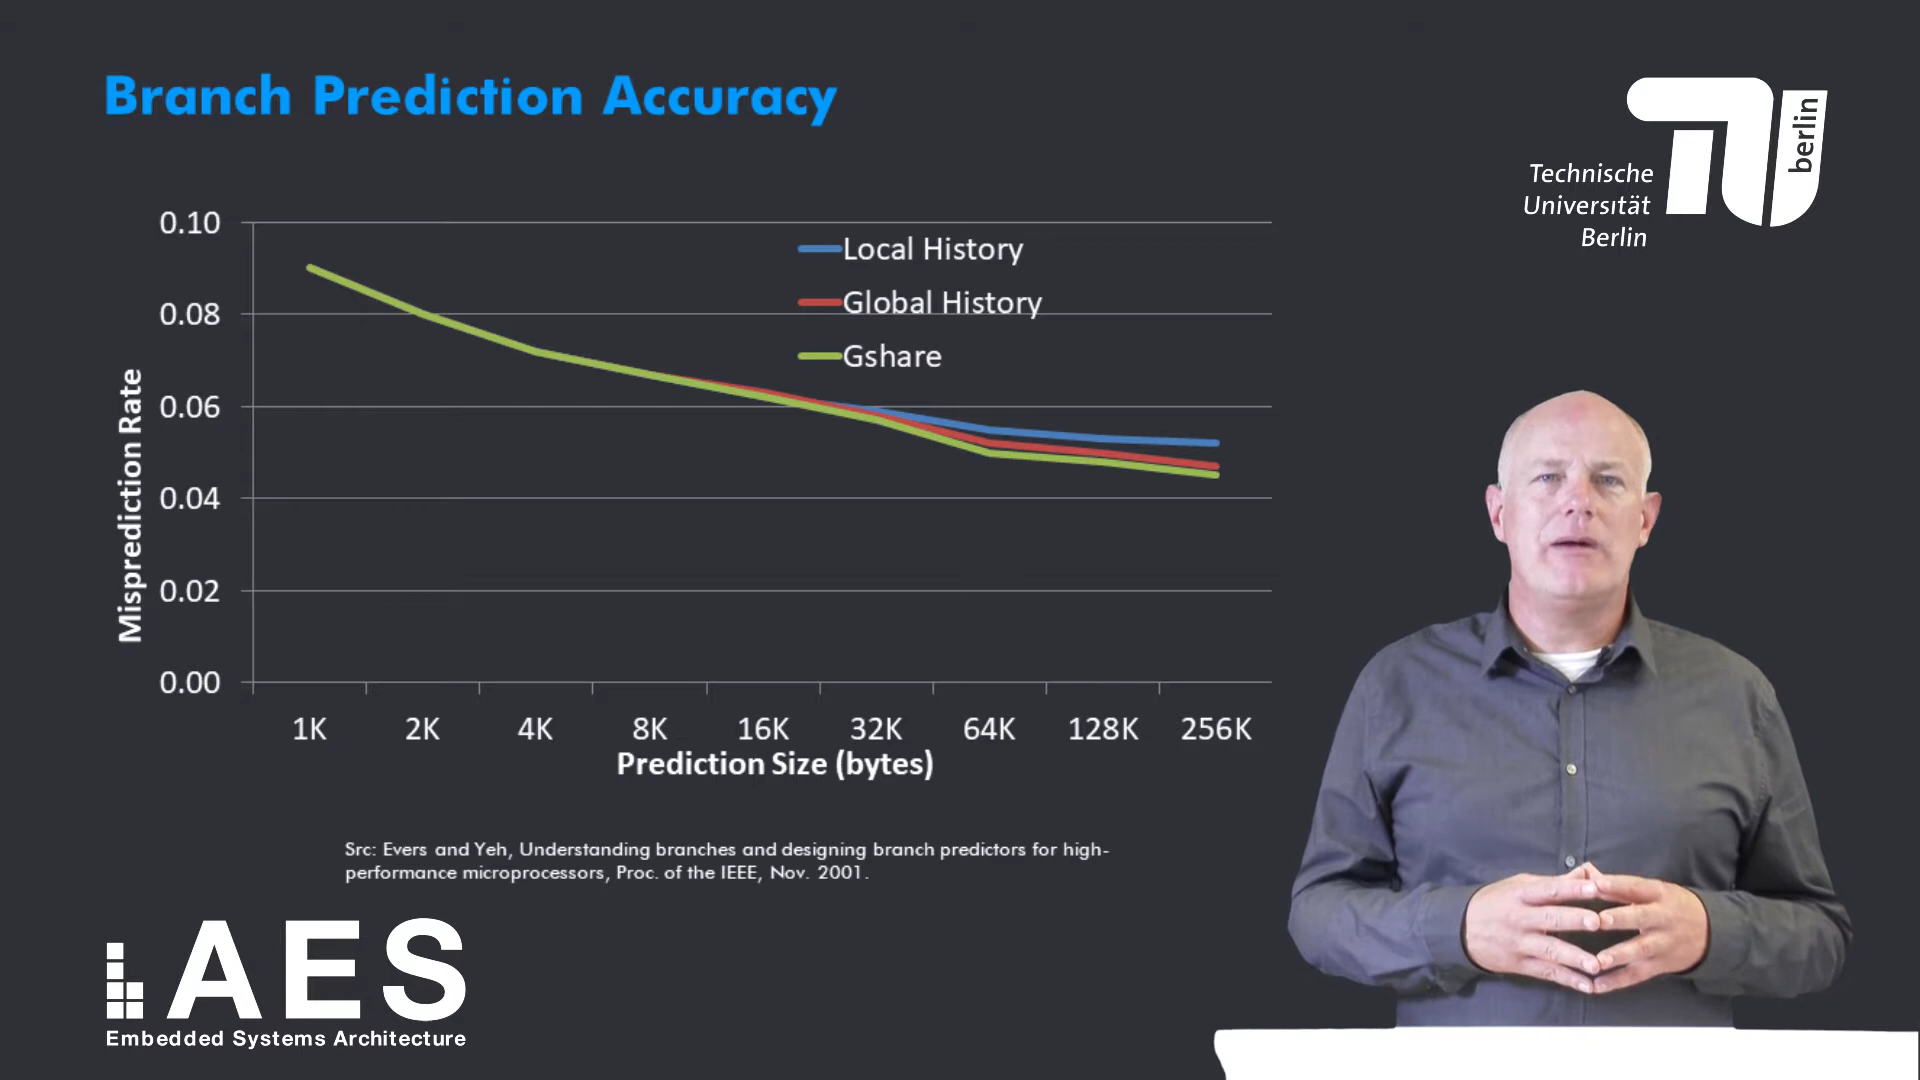 Branch Prediction Accuracy
berlin
Technische
Universität
Berlin
0.10
0.08
0.06
0.04
0.02
0.00
Misprediction Rate
Local History
Global History
Gshare
1K 2K 4K 8K 16K 32K 64K 128K 256K
Prediction Size (bytes)
Src: Evers and Yeh, Understanding branches and designing branch predictors for high-
performance microprocessors, Proc. of the IEEE, Nov. 2001.
AES
Embedded Systems Architecture